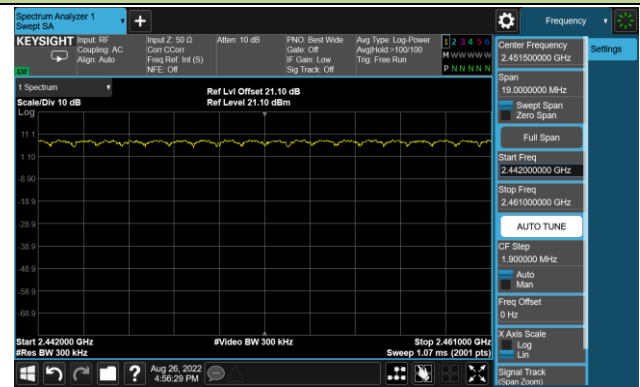 Spectrum Analyzer 1
Swept SA
+
Frequency
KEYSIGHT
Input: RF
Coupling: AC
Align: Auto
Input Z: 50 Ω
Corr CCorr
Freq Ref: Int (S)
NFE: Off
Atten: 10 dB
PNO: Best Wide
Gate: Off
IF Gain: Low
Sig Track: Off
Avg Type: Log-Power
Avg|Hold:>100/100
Trig: Free Run
1 2 3 4 5 6
M W W W W W
P N N N N N
LXI
1 Spectrum
Scale/Div 10 dB
Ref Lvl Offset 21.10 dB
Ref Level 21.10 dBm
Log
11.1
1.10
-8.90
-18.9
-28.9
-38.9
-48.9
-58.9
-68.9
Start 2.442000 GHz
#Res BW 300 kHz
#Video BW 300 kHz
Stop 2.461000 GHz
Sweep 1.07 ms (2001 pts)
Center Frequency
2.451500000 GHz
Settings
Span
19.0000000 MHz
Swept Span
Zero Span
Full Span
Start Freq
2.442000000 GHz
Stop Freq
2.461000000 GHz
AUTO TUNE
CF Step
1.900000 MHz
Auto
Man
Freq Offset
0 Hz
X Axis Scale
Log
Lin
Signal Track
(Span Zoom)
?
Aug 26, 2022
4:56:29 PM